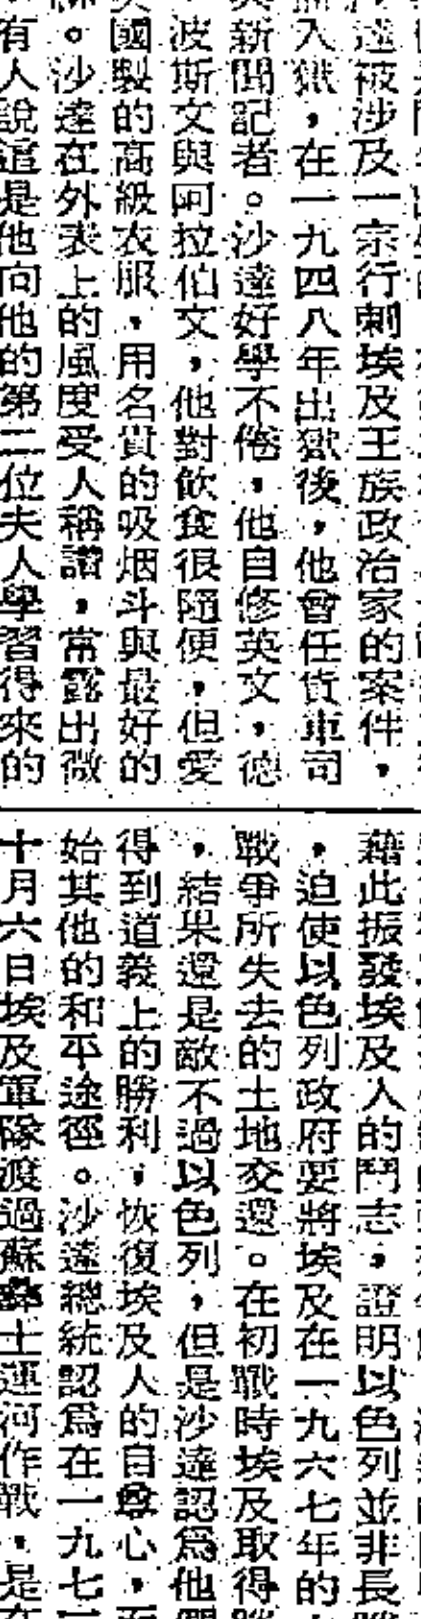 達被涉及一宗行刺埃及王族政治家的案件，
入獄，在一九四八年出獄後，他曾任貨車司
新聞記者。沙達好學不倦，他自修英文，德
波斯文與阿拉伯文，他對飲食很隨便，但愛
國製的高級衣服，用名貴的吸烟斗與最好的
。沙達在外表上的風度受人稱讚，常露出微
有人說這是他向他的第二位夫人學習得來的
藉此振發埃及人的鬥志，證明以色列並非長
，迫使以色列政府要將埃及在一九六七年的
戰爭所失去的土地交還。在初戰時埃及取得
，結果還是敵不過以色列，但是沙達認爲他
得到道義上的勝利，恢復埃及人的自尊心，
始其他的和平途徑。沙達總統認爲在一九七
十月六日埃及軍隊渡過蘇彝士運河作戰，是